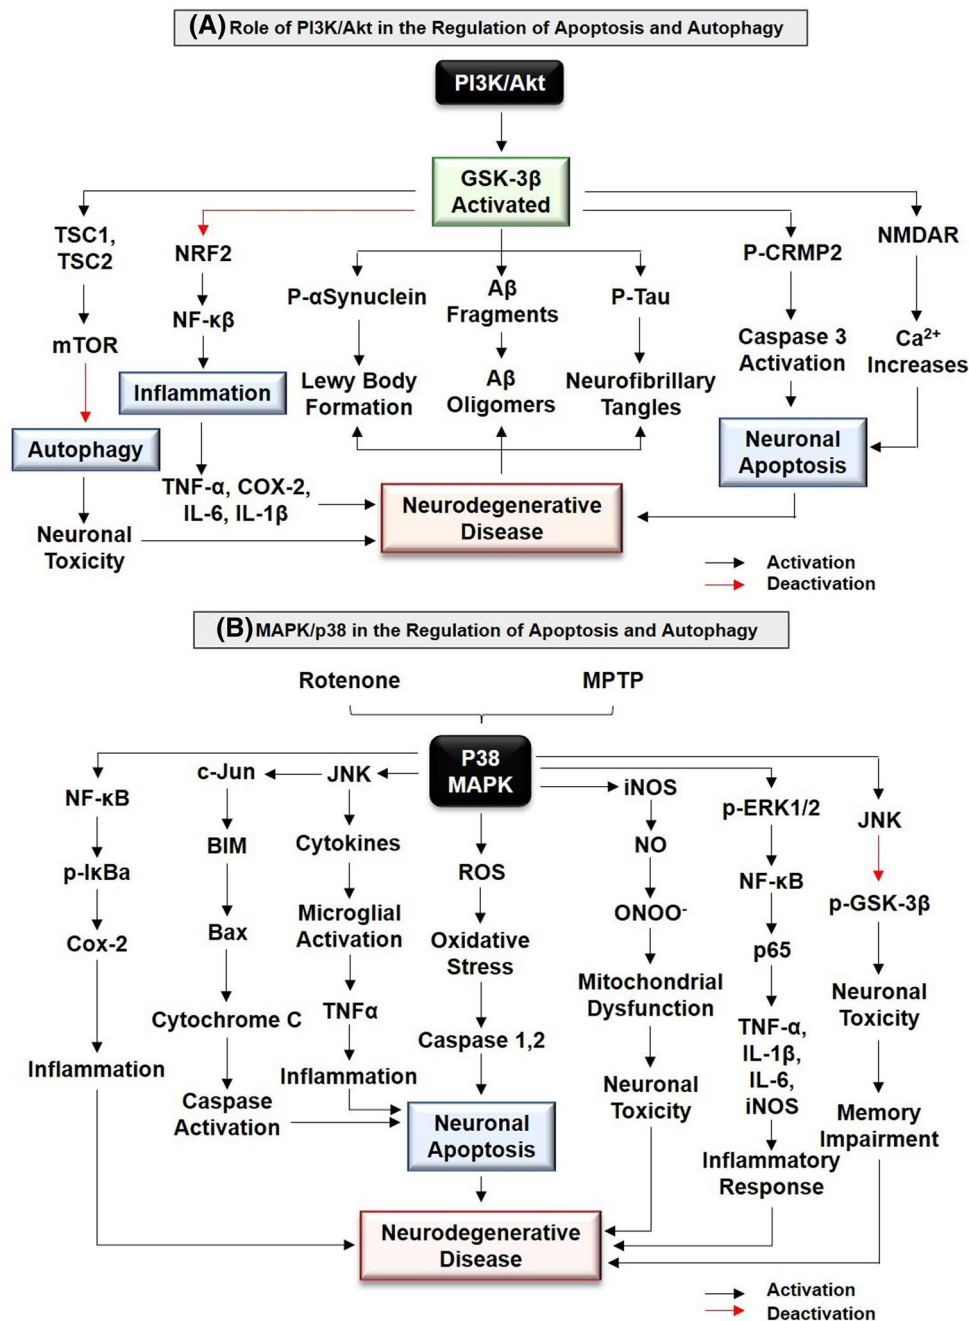 (A) Role of PI3K/Akt in the Regulation of Apoptosis and Autophagy
PI3K/Akt
GSK-3β
Activated
TSC1,
TSC2
mTOR
Autophagy
Neuronal
Toxicity
NRF2
NF-κβ
Inflammation
TNF-α, COX-2,
IL-6, IL-1β
P-αSynuclein
Lewy Body
Formation
Aβ
Fragments
Aβ
Oligomers
P-Tau
Neurofibrillary
Tangles
P-CRMP2
Caspase 3
Activation
Neuronal
Apoptosis
NMDAR
Ca²⁺
Increases
Neurodegenerative
Disease
Activation
Deactivation
(B) MAPK/p38 in the Regulation of Apoptosis and Autophagy
Rotenone
MPTP
P38
MAPK
NF-κB
p-IκBa
Cox-2
Inflammation
c-Jun
BIM
Bax
Cytochrome C
Caspase
Activation
JNK
Cytokines
Microglial
Activation
TNFα
Inflammation
ROS
Oxidative
Stress
Caspase 1,2
Neuronal
Apoptosis
iNOS
NO
ONOO⁻
Mitochondrial
Dysfunction
Neuronal
Toxicity
p-ERK1/2
NF-κB
p65
TNF-α,
IL-1β,
IL-6,
iNOS
Inflammatory
Response
JNK
p-GSK-3β
Neuronal
Toxicity
Memory
Impairment
Neurodegenerative
Disease
Activation
Deactivation